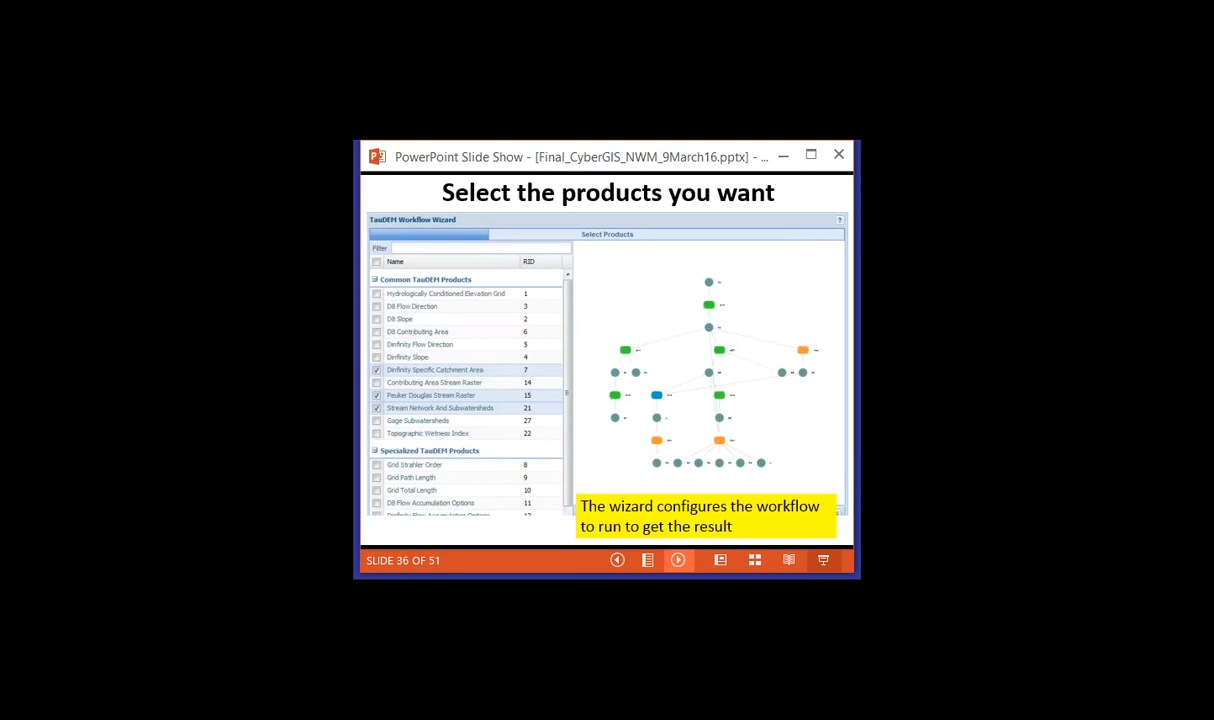 PowerPoint Slide Show - [Final_CyberGIS_NWM_9March16.pptx] - ...
Select the products you want
TauDEM Workflow Wizard
?
Select Products
Filter
Name RID
Common TauDEM Products
Hydrologically Conditioned Elevation Grid 1
D8 Flow Direction 3
D8 Slope 2
D8 Contributing Area 6
Dinfinity Flow Direction 5
Dinfinity Slope 4
Dinfinity Specific Catchment Area 7
Contributing Area Stream Raster 14
Peuker Douglas Stream Raster 15
Stream Network And Subwatersheds 21
Gage Subwatersheds 27
Topographic Wetness Index 22
Specialized TauDEM Products
Grid Strahler Order 8
Grid Path Length 9
Grid Total Length 10
D8 Flow Accumulation Options 11
Dinfinity Flow Accumulation Options 12
The wizard configures the workflow
to run to get the result
SLIDE 36 OF 51